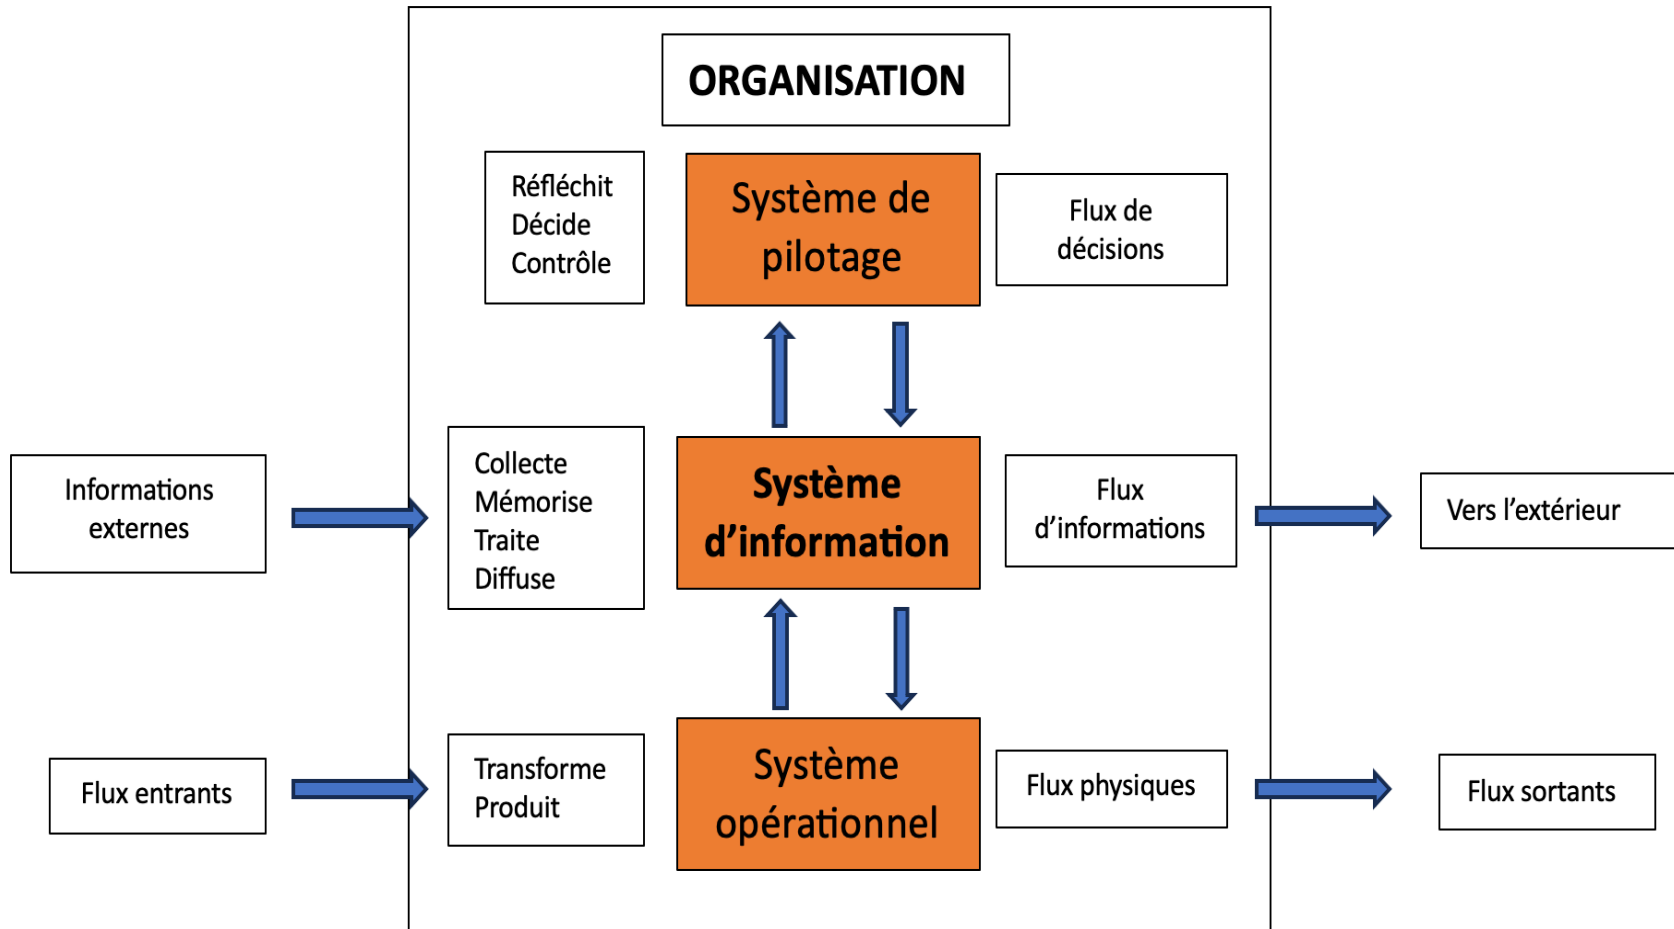 ORGANISATION
Réfléchit
Décide
Contrôle
Système de
pilotage
Flux de
décisions
Informations
externes
Collecte
Mémorise
Traite
Diffuse
Système
d’information
Flux
d’informations
Vers l’extérieur
Flux entrants
Transforme
Produit
Système
opérationnel
Flux physiques
Flux sortants